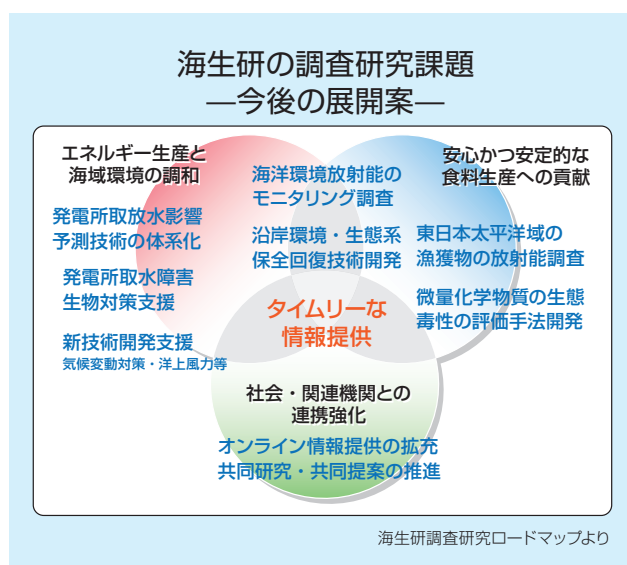 海生研の調査研究課題
―今後の展開案―
エネルギー生産と
海域環境の調和
発電所取放水影響
予測技術の体系化
発電所取水障害
生物対策支援
新技術開発支援
気候変動対策・洋上風力等
海洋環境放射能の
モニタリング調査
沿岸環境・生態系
保全回復技術開発
安心かつ安定的な
食料生産への貢献
東日本太平洋域の
漁獲物の放射能調査
微量化学物質の生態
毒性の評価手法開発
タイムリーな
情報提供
社会・関連機関との
連携強化
オンライン情報提供の拡充
共同研究・共同提案の推進
海生研調査研究ロードマップより